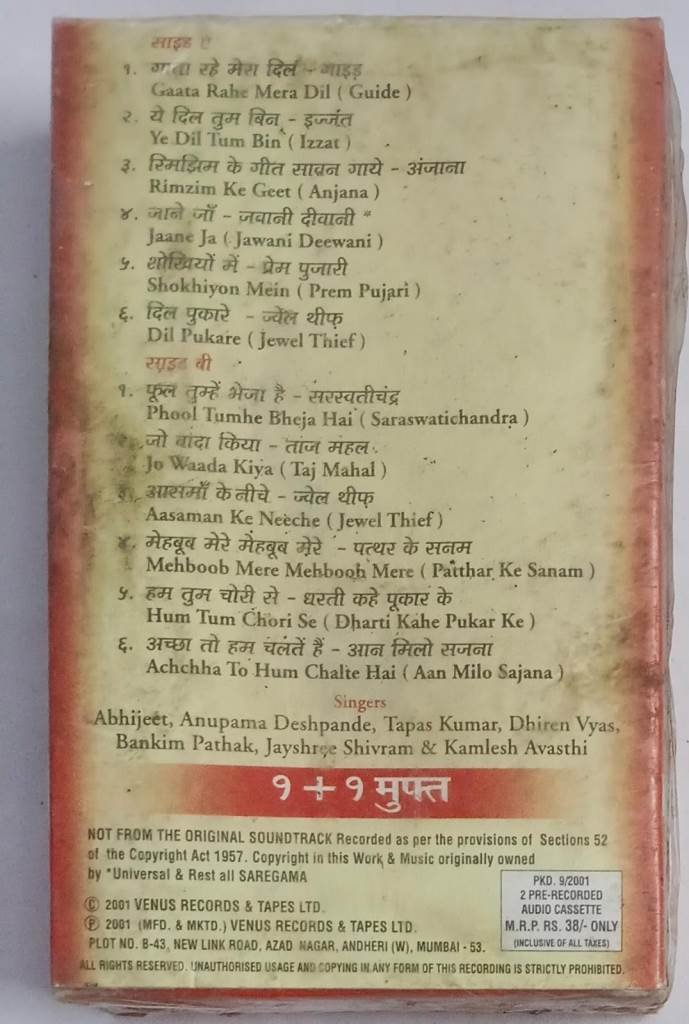 साइड ए
१. गाता रहे मेरा दिल - गाइड
Gaata Rahe Mera Dil ( Guide )
२. ये दिल तुम बिन - इज्जंत
Ye Dil Tum Bin ( Izzat )
३. रिमझिम के गीत सावन गाये - अंजाना
Rimzim Ke Geet ( Anjana )
४. जाने जाँ - जवानी दीवानी *
Jaane Ja ( Jawani Deewani )
५. शोखियों में - प्रेम पुजारी
Shokhiyon Mein ( Prem Pujari )
६. दिल पुकारे - ज्वेल थीफ़
Dil Pukare ( Jewel Thief )
साइड बी
१. फूल तुम्हें भेजा है - सरस्वतीचंद्र
Phool Tumhe Bheja Hai ( Saraswatichandra )
२. जो वादा किया - ताज महल
Jo Waada Kiya ( Taj Mahal )
३. आसमाँ के नीचे - ज्वेल थीफ़
Aasaman Ke Neeche ( Jewel Thief )
४. मेहबूब मेरे मेहबूब मेरे - पत्थर के सनम
Mehboob Mere Mehboob Mere ( Patthar Ke Sanam )
५. हम तुम चोरी से - धरती कहे पूकार के
Hum Tum Chori Se ( Dharti Kahe Pukar Ke )
६. अच्छा तो हम चलतें हैं - आन मिलो सजना
Achchha To Hum Chalte Hai ( Aan Milo Sajana )
Singers
Abhijeet, Anupama Deshpande, Tapas Kumar, Dhiren Vyas,
Bankim Pathak, Jayshree Shivram & Kamlesh Avasthi
१ + १ मुफ्त
NOT FROM THE ORIGINAL SOUNDTRACK Recorded as per the provisions of Sections 52
of the Copyright Act 1957. Copyright in this Work & Music originally owned
by *Universal & Rest all SAREGAMA
PKD. 9/2001
2 PRE-RECORDED
AUDIO CASSETTE
M.R.P. RS. 38/- ONLY
(INCLUSIVE OF ALL TAXES)
© 2001 VENUS RECORDS & TAPES LTD.
℗ 2001 (MFD. & MKTD.) VENUS RECORDS & TAPES LTD.
PLOT NO. B-43, NEW LINK ROAD, AZAD NAGAR, ANDHERI (W), MUMBAI - 53.
ALL RIGHTS RESERVED. UNAUTHORISED USAGE AND COPYING IN ANY FORM OF THIS RECORDING IS STRICTLY PROHIBITED.